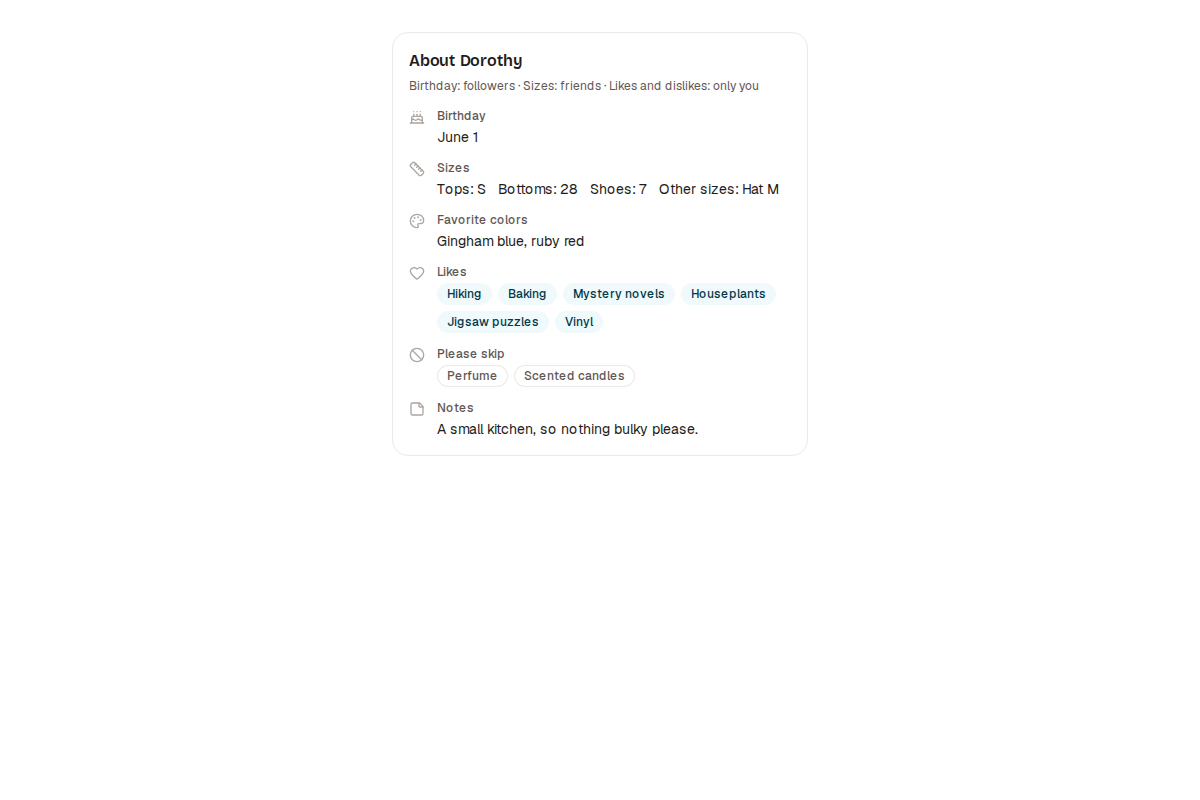 About Dorothy
Birthday: followers · Sizes: friends · Likes and dislikes: only you
Birthday
June 1
Sizes
Tops: S Bottoms: 28 Shoes: 7 Other sizes: Hat M
Favorite colors
Gingham blue, ruby red
Likes
Hiking Baking Mystery novels Houseplants
Jigsaw puzzles Vinyl
Please skip
Perfume Scented candles
Notes
A small kitchen, so nothing bulky please.